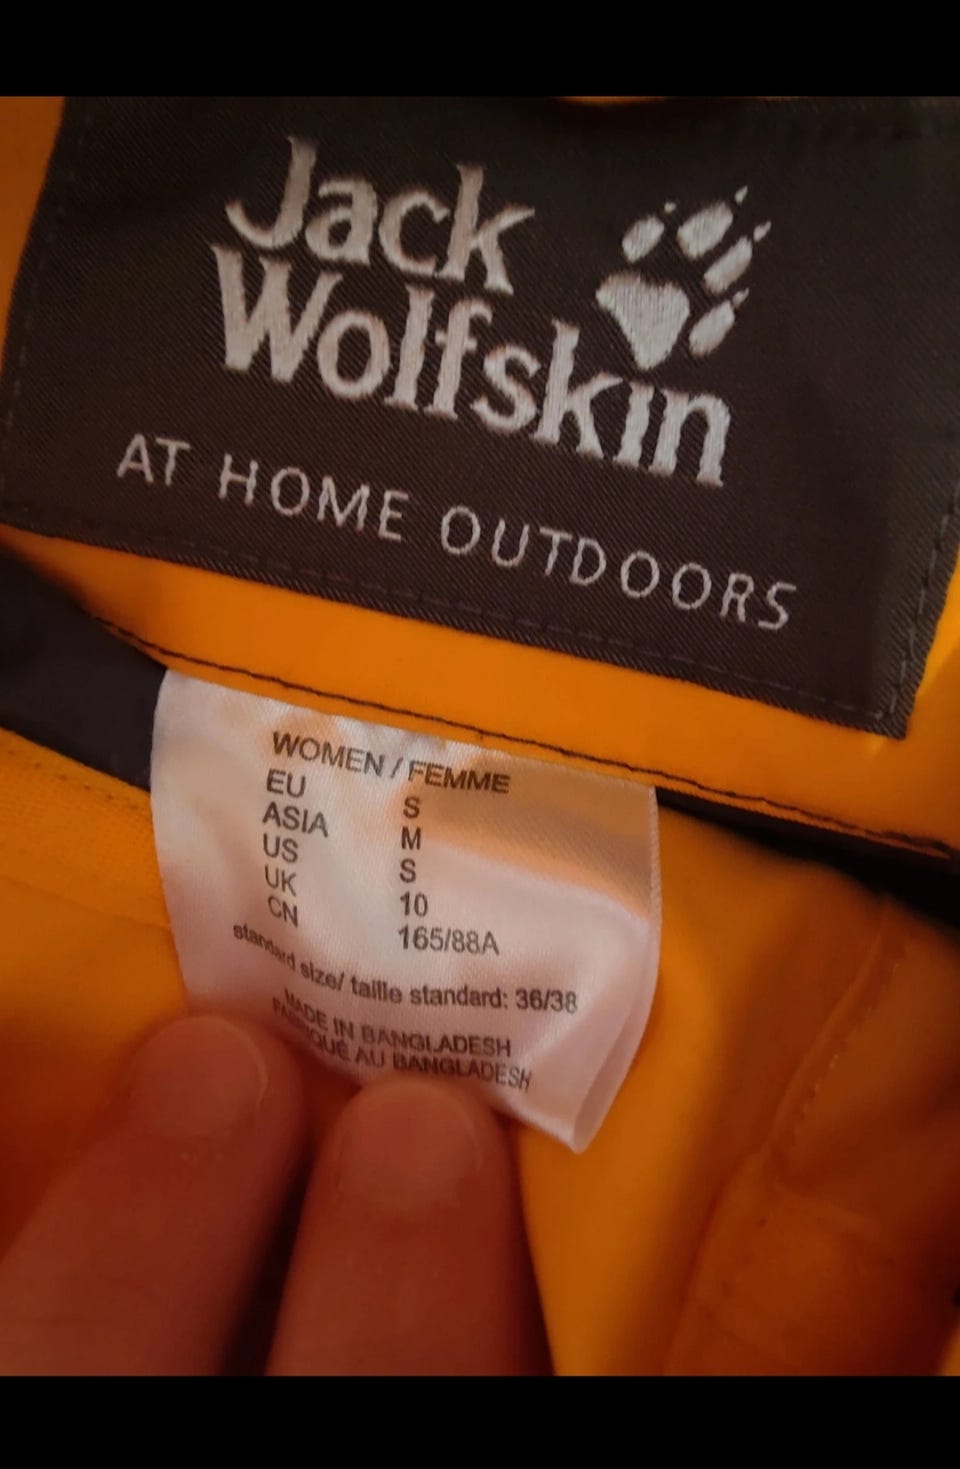 Jack
Wolfskin
AT HOME OUTDOORS
WOMEN / FEMME
EU S
ASIA M
US S
UK 10
CN 165/88A
standard size/ taille standard: 36/38
MADE IN BANGLADESH
FABRIQUÉ AU BANGLADESH